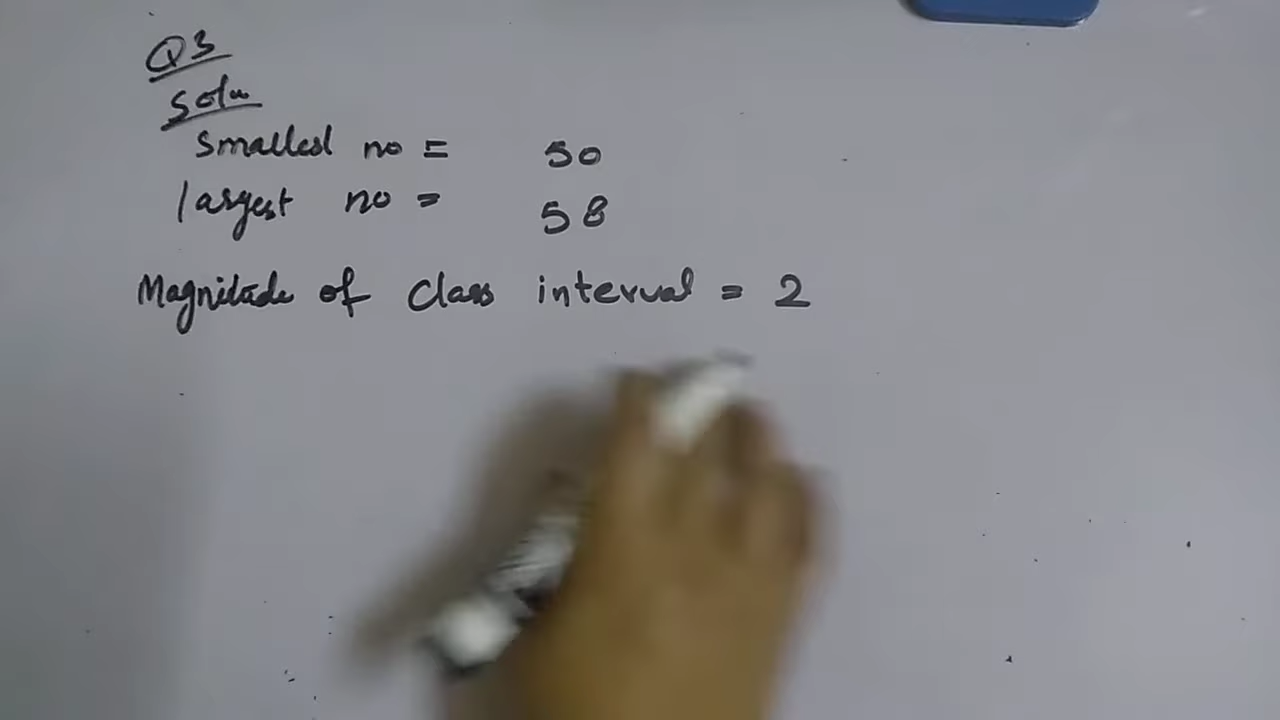 Q3
Soln
Smallest no = 50
largest no = 58
Magnitude of Class interval = 2